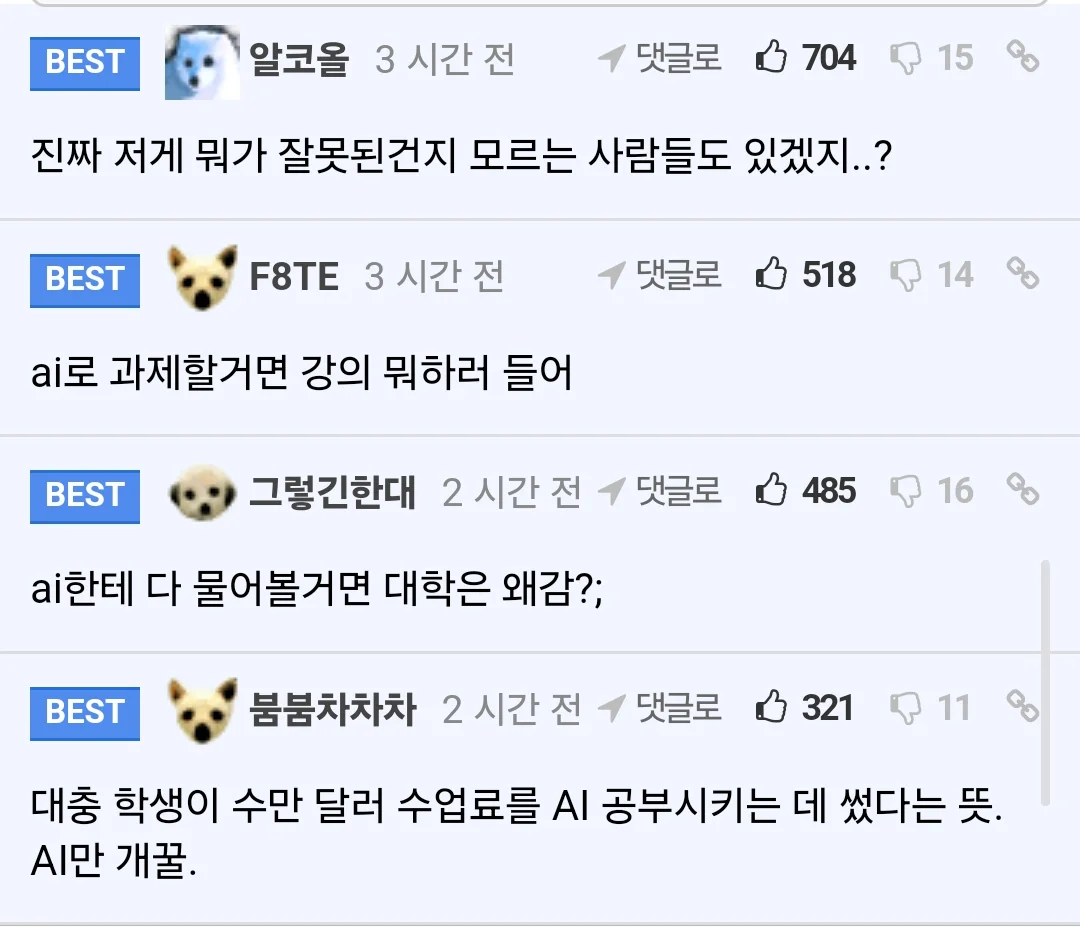 BEST 알코올 3 시간 전 댓글로 704 15
진짜 저게 뭐가 잘못된건지 모르는 사람들도 있겠지..?
BEST F8TE 3 시간 전 댓글로 518 14
ai로 과제할거면 강의 뭐하러 들어
BEST 그렇긴한대 2 시간 전 댓글로 485 16
ai한테 다 물어볼거면 대학은 왜감?;
BEST 붐붐차차차 2 시간 전 댓글로 321 11
대충 학생이 수만 달러 수업료를 AI 공부시키는 데 썼다는 뜻.
AI만 개꿀.